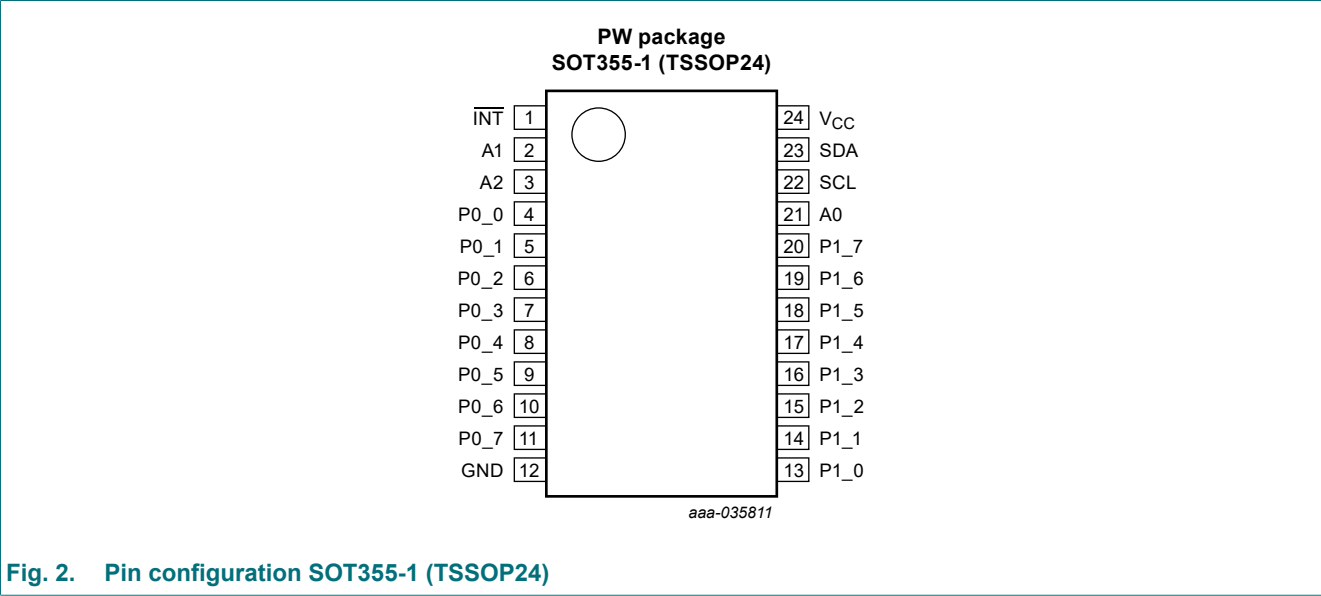 PW package
SOT355-1 (TSSOP24)
INT 1 24 VCC
A1 2 23 SDA
A2 3 22 SCL
P0_0 4 21 A0
P0_1 5 20 P1_7
P0_2 6 19 P1_6
P0_3 7 18 P1_5
P0_4 8 17 P1_4
P0_5 9 16 P1_3
P0_6 10 15 P1_2
P0_7 11 14 P1_1
GND 12 13 P1_0
aaa-035811
Fig. 2. Pin configuration SOT355-1 (TSSOP24)